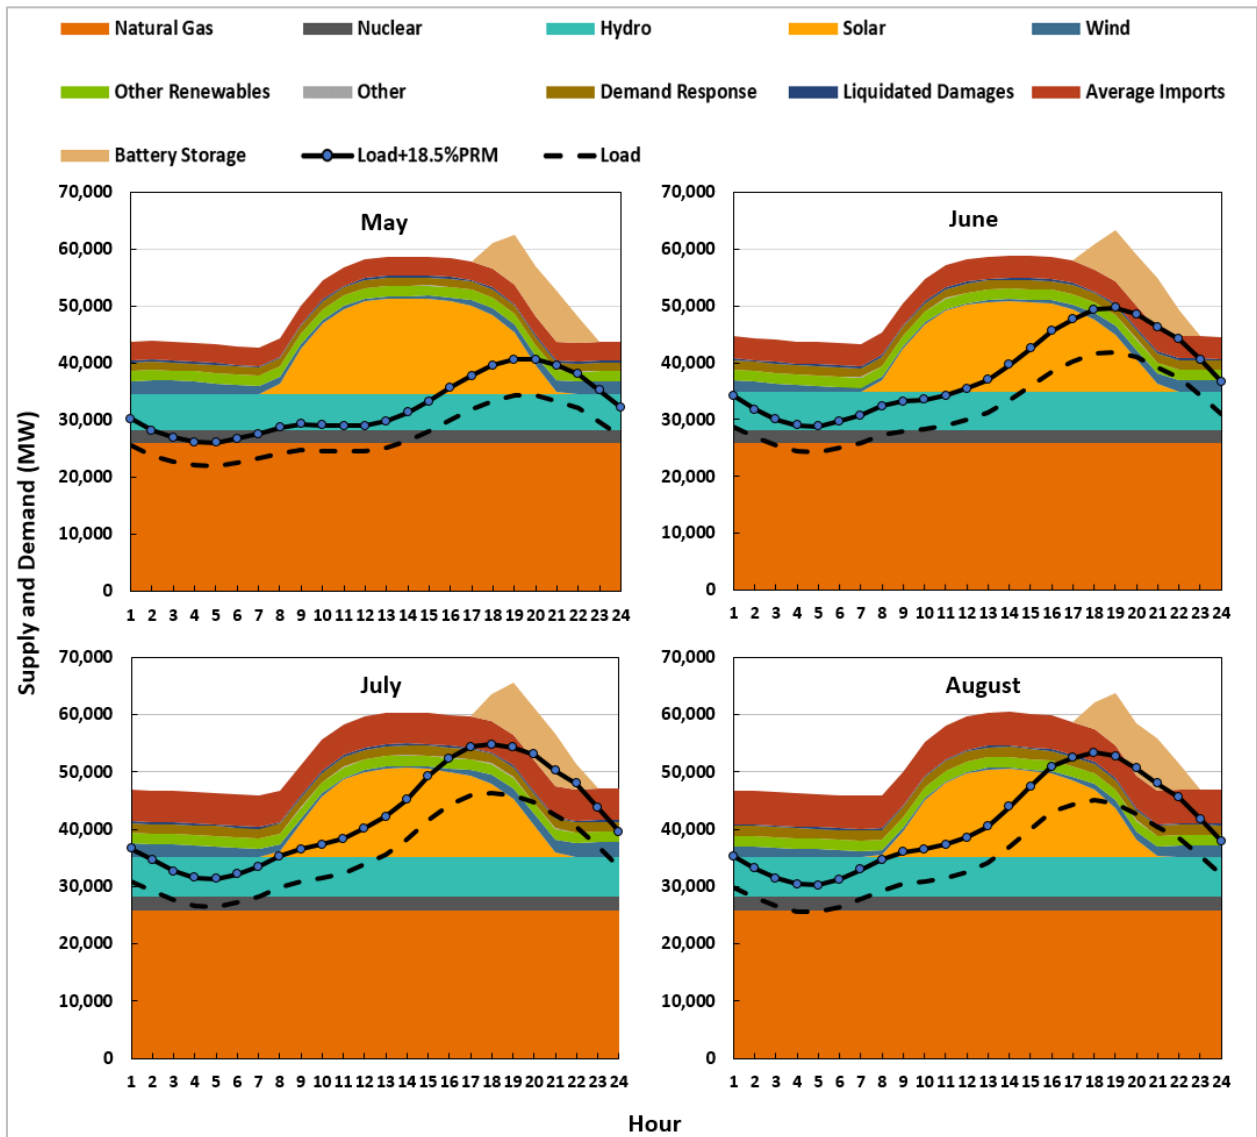 Natural Gas Nuclear Hydro Solar Wind
Other Renewables Other Demand Response Liquidated Damages Average Imports
Battery Storage Load+18.5%PRM Load
Supply and Demand (MW)
May
70,000
60,000
50,000
40,000
30,000
20,000
10,000
0
1 2 3 4 5 6 7 8 9 10 11 12 13 14 15 16 17 18 19 20 21 22 23 24
June
70,000
60,000
50,000
40,000
30,000
20,000
10,000
0
1 2 3 4 5 6 7 8 9 10 11 12 13 14 15 16 17 18 19 20 21 22 23 24
July
70,000
60,000
50,000
40,000
30,000
20,000
10,000
0
1 2 3 4 5 6 7 8 9 10 11 12 13 14 15 16 17 18 19 20 21 22 23 24
August
70,000
60,000
50,000
40,000
30,000
20,000
10,000
0
1 2 3 4 5 6 7 8 9 10 11 12 13 14 15 16 17 18 19 20 21 22 23 24
Hour